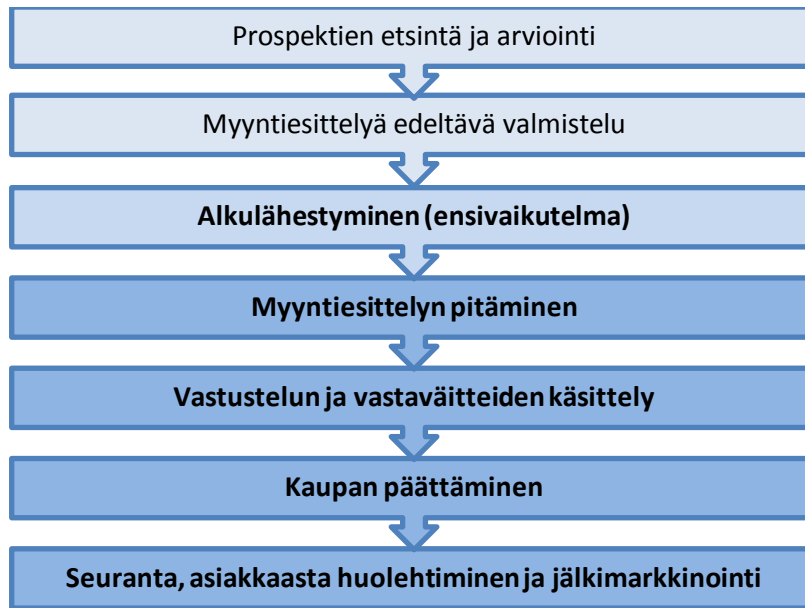 Prospektien etsintä ja arviointi
Myyntiesittelyä edeltävä valmistelu
Alkulähestyminen (ensivaikutelma)
Myyntiesittelyn pitäminen
Vastustelun ja vastaväitteiden käsittely
Kaupan päättäminen
Seuranta, asiakkaasta huolehtiminen ja jälkimarkkinointi